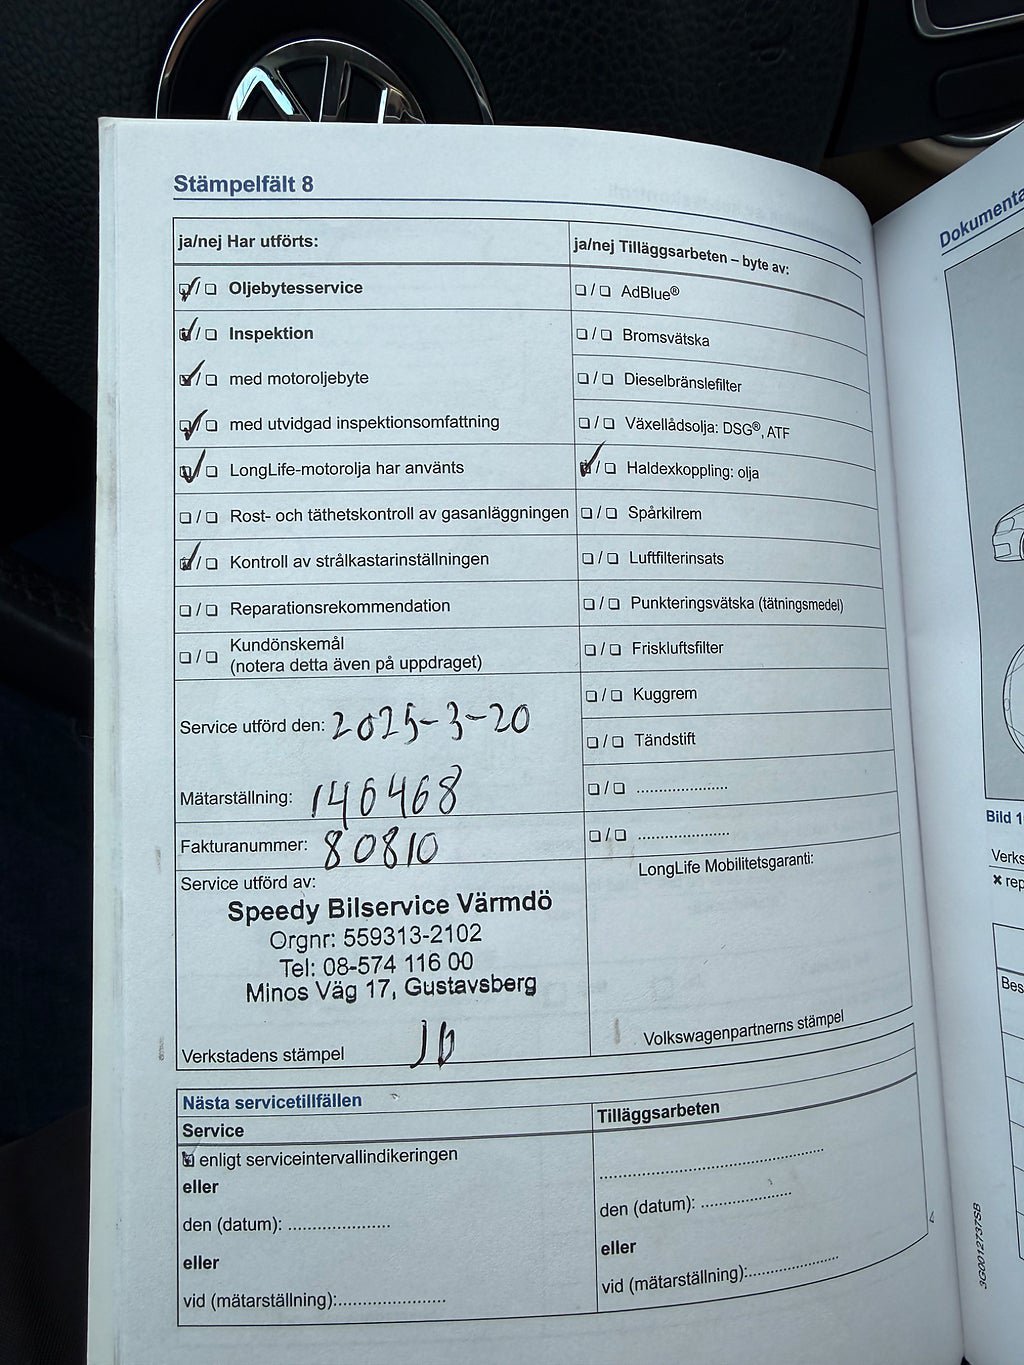 Stämpelfält 8
ja/nej Har utförts:
☑/☐ Oljebytesservice
☑/☐ Inspektion
☑/☐ med motoroljebyte
☑/☐ med utvidgad inspektionsomfattning
☑/☐ LongLife-motorolja har använts
☐/☐ Rost- och täthetskontroll av gasanläggningen
☑/☐ Kontroll av strålkastarinställningen
☐/☐ Reparationsrekommendation
☐/☐ Kundönskemål
(notera detta även på uppdraget)
Service utförd den: 2025-3-20
Mätarställning: 146468
Fakturanummer: 80810
Service utförd av:
Speedy Bilservice Värmdö
Orgnr: 559313-2102
Tel: 08-574 116 00
Minos Väg 17, Gustavsberg
Verkstadens stämpel
ja/nej Tilläggsarbeten – byte av:
☐/☐ AdBlue®
☐/☐ Bromsvätska
☐/☐ Dieselbränslefilter
☐/☐ Växellådsolja: DSG®, ATF
☑/☐ Haldexkoppling: olja
☐/☐ Spårkilrem
☐/☐ Luftfilterinsats
☐/☐ Punkteringsvätska (tätningsmedel)
☐/☐ Friskluftsfilter
☐/☐ Kuggrem
☐/☐ Tändstift
☐/☐ ......................
☐/☐ ......................
LongLife Mobilitetsgaranti:
Volkswagenpartnerns stämpel
Nästa servicetillfällen
Service
☑ enligt serviceintervallindikeringen
eller
den (datum): ......................
eller
vid (mätarställning):......................
Tilläggsarbeten
......................
den (datum): ......................
eller
vid (mätarställning):......................
3G0012737SB
Dokumenta
Bild 1
Verks
× rep
Bes